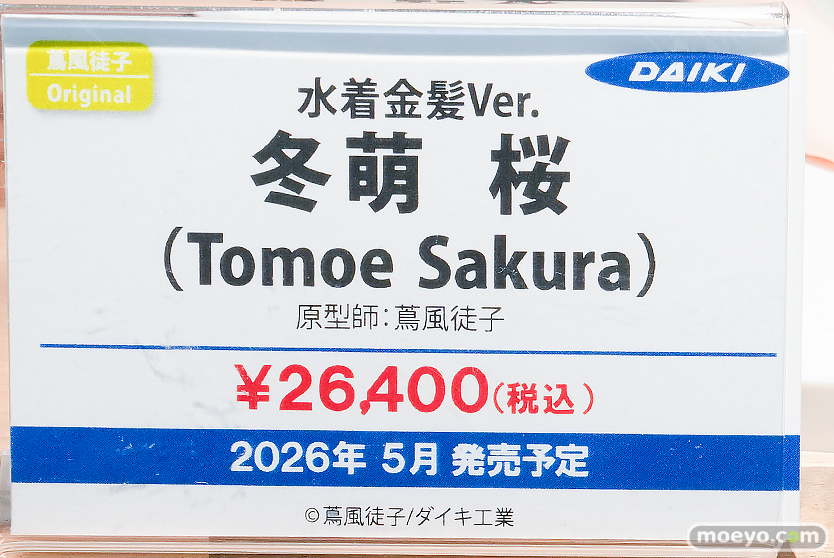 蔦風徒子
Original
DAIKI
水着金髪Ver.
冬萌 桜
(Tomoe Sakura)
原型師:蔦風徒子
¥26,400(税込)
2026年 5月 発売予定
©蔦風徒子/ダイキ工業
moeyo.com